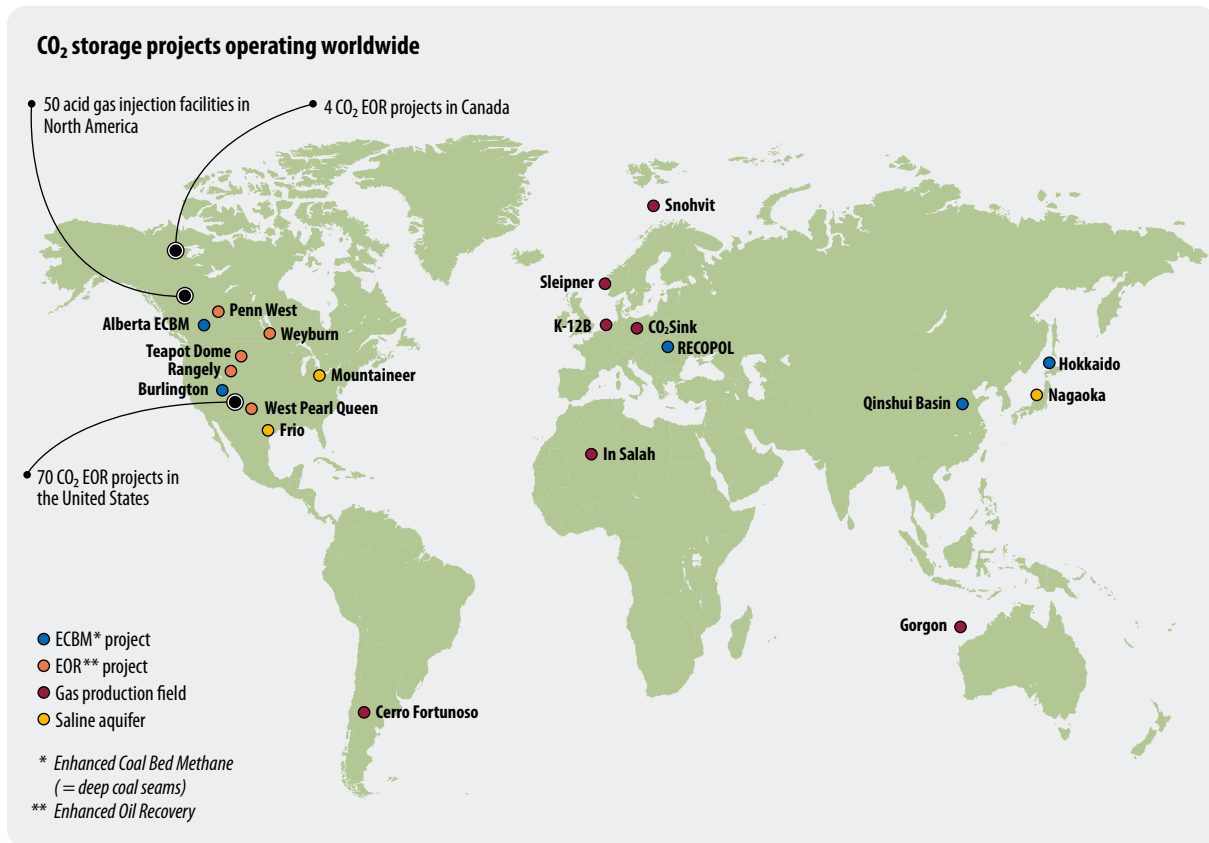 CO₂ storage projects operating worldwide
50 acid gas injection facilities in
North America
4 CO₂ EOR projects in Canada
Snohvit
Sleipner
Penn West
Alberta ECBM
K-12B
CO₂Sink
Weyburn
RECOPOL
Teapot Dome
Rangely
Hokkaido
Mountaineer
Burlington
Nagaoka
Qinshui Basin
West Pearl Queen
Frio
In Salah
70 CO₂ EOR projects in
the United States
Gorgon
ECBM* project
EOR** project
Gas production field
Saline aquifer
Cerro Fortunoso
* Enhanced Coal Bed Methane
( = deep coal seams)
** Enhanced Oil Recovery